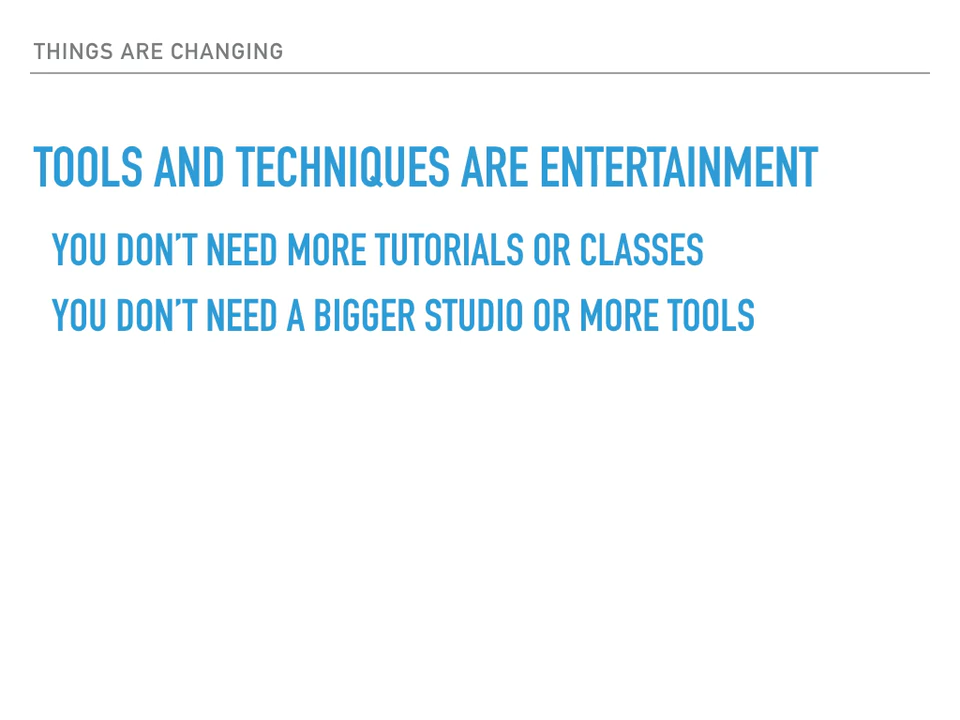 THINGS ARE CHANGING
TOOLS AND TECHNIQUES ARE ENTERTAINMENT
YOU DON’T NEED MORE TUTORIALS OR CLASSES
YOU DON’T NEED A BIGGER STUDIO OR MORE TOOLS